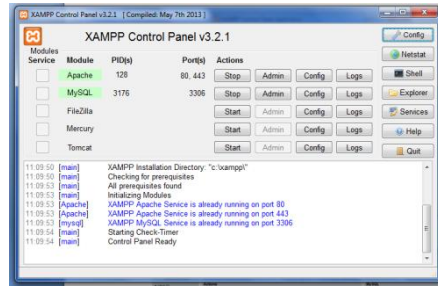 XAMPP Control Panel v3.2.1 [ Compiled: May 7th 2013 ]
XAMPP Control Panel v3.2.1
Config
Modules
Service Module PID(s) Port(s) Actions
Netstat
Apache 128 80, 443 Stop Admin Config Logs
Shell
MySQL 3176 3306 Stop Admin Config Logs
Explorer
FileZilla Start Admin Config Logs
Services
Mercury Start Admin Config Logs
Help
Tomcat Start Admin Config Logs
Quit
11:09:50 [main] XAMPP Installation Directory: "c:\xampp\"
11:09:50 [main] Checking for prerequisites
11:09:53 [main] All prerequisites found
11:09:53 [main] Initializing Modules
11:09:53 [Apache] XAMPP Apache Service is already running on port 80
11:09:53 [Apache] XAMPP Apache Service is already running on port 443
11:09:53 [mysql] XAMPP MySQL Service is already running on port 3306
11:09:54 [main] Starting Check-Timer
11:09:54 [main] Control Panel Ready